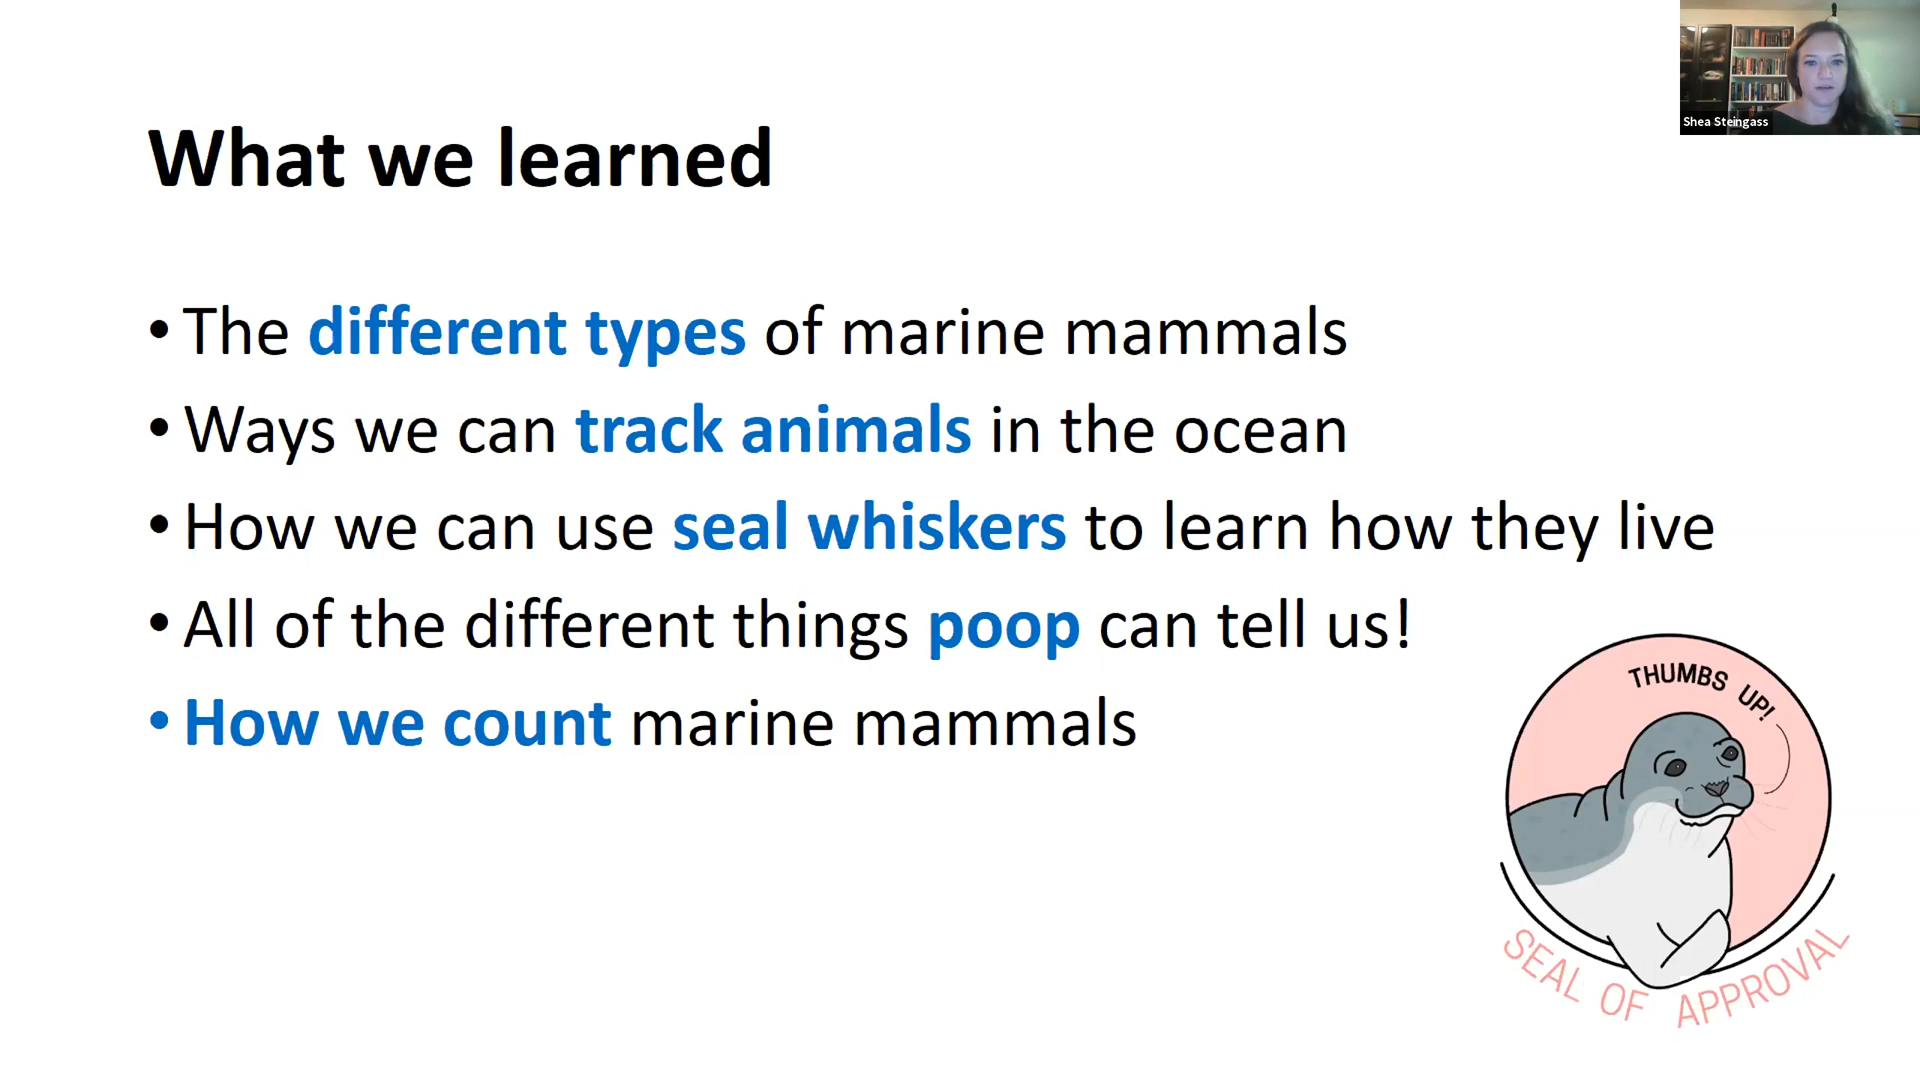 Shea Steingass
What we learned
• The different types of marine mammals
• Ways we can track animals in the ocean
• How we can use seal whiskers to learn how they live
• All of the different things poop can tell us!
• How we count marine mammals
THUMBS UP!
SEAL OF APPROVAL